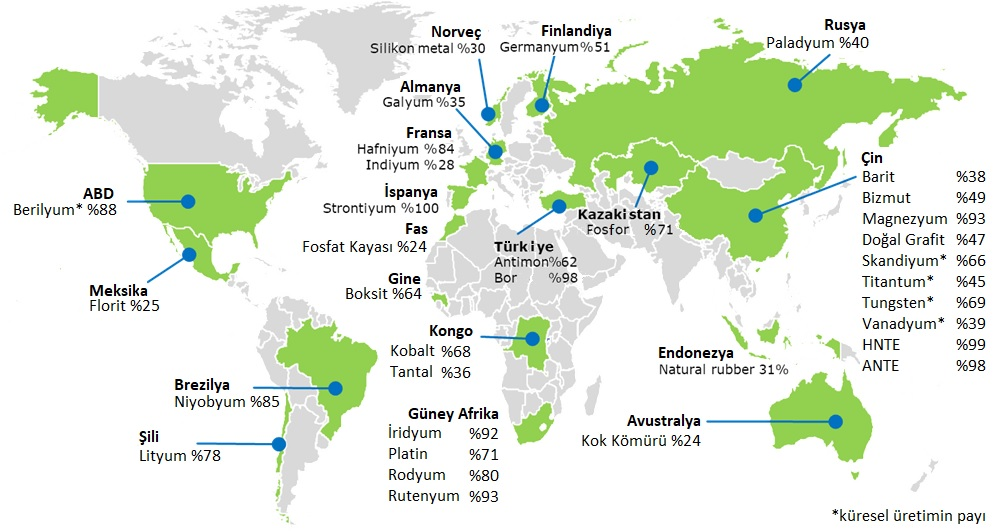 Norveç
Silikon metal %30
Finlandiya
Germanyum%51
Rusya
Paladyum %40
Almanya
Galyum %35
Fransa
Hafniyum %84
Indiyum %28
İspanya
Strontiyum %100
Fas
Fosfat Kayası %24
ABD
Berilyum* %88
Meksika
Florit %25
Gine
Boksit %64
Türkiye
Antimon%62
Bor %98
Kazakistan
Fosfor %71
Çin
Barit %38
Bizmut %49
Magnezyum %93
Doğal Grafit %47
Skandiyum* %66
Titantum* %45
Tungsten* %69
Vanadyum* %39
HNTE %99
ANTE %98
Kongo
Kobalt %68
Tantal %36
Endonezya
Natural rubber 31%
Brezilya
Niyobyum %85
Şili
Lityum %78
Güney Afrika
İridyum %92
Platin %71
Rodyum %80
Rutenyum %93
Avustralya
Kok Kömürü %24
*küresel üretimin payı